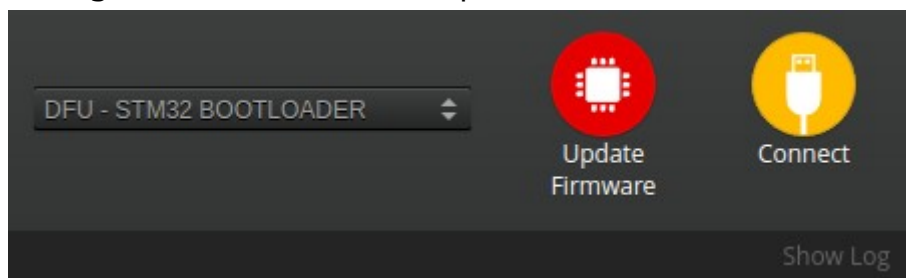 DFU - STM32 BOOTLOADER
Update
Firmware
Connect
Show Log